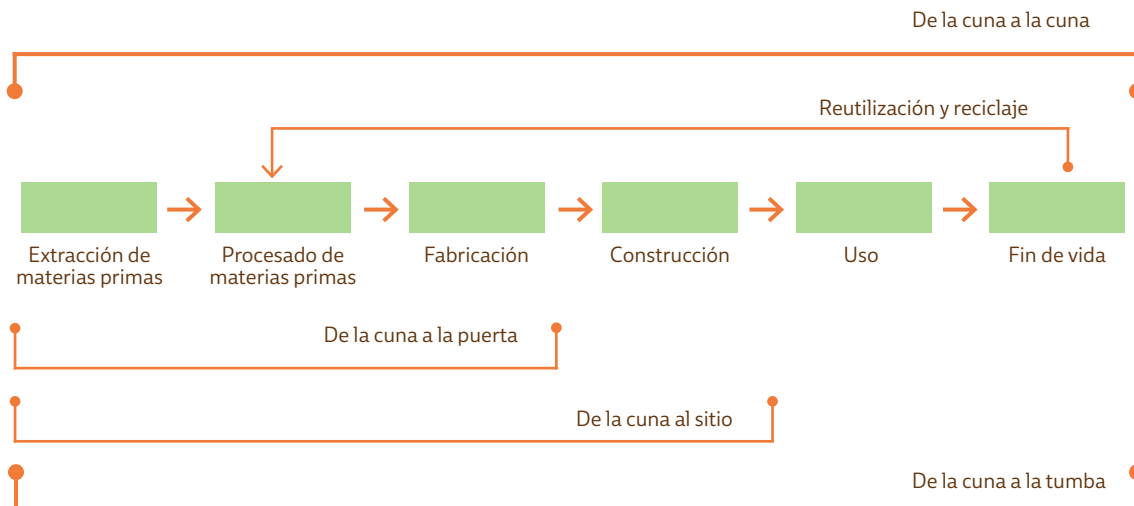 De la cuna a la cuna
Reutilización y reciclaje
Extracción de
materias primas
Procesado de
materias primas
Fabricación
Construcción
Uso
Fin de vida
De la cuna a la puerta
De la cuna al sitio
De la cuna a la tumba